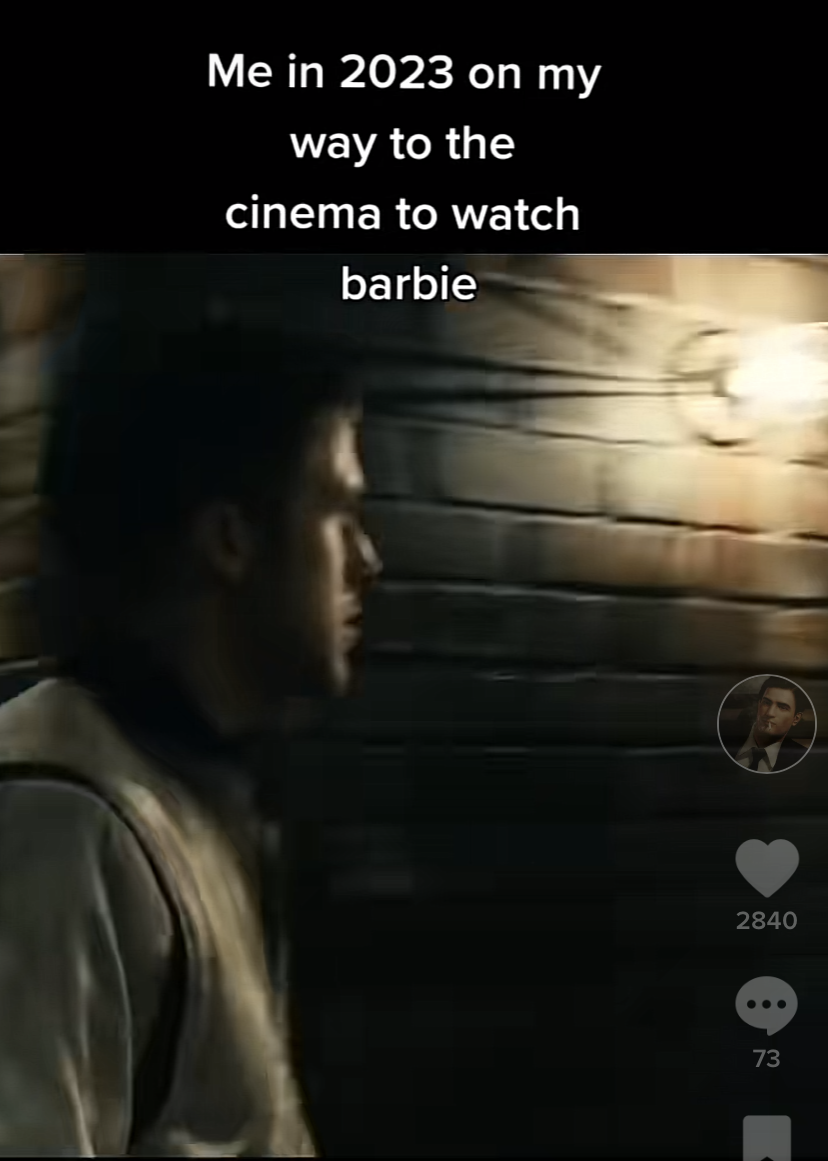 Me in 2023 on my
way to the
cinema to watch
barbie
2840
73